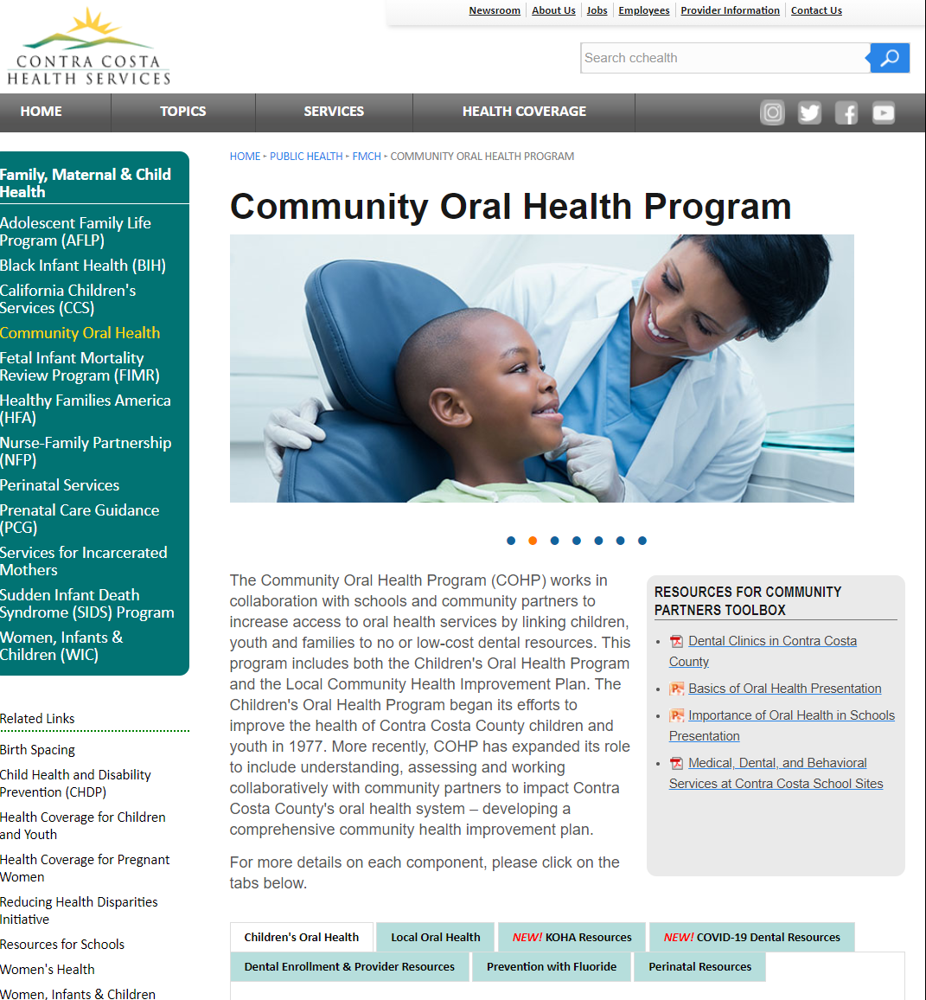 Newsroom About Us Jobs Employees Provider Information Contact Us
CONTRA COSTA
HEALTH SERVICES
Search cchealth
HOME TOPICS SERVICES HEALTH COVERAGE
HOME ▸ PUBLIC HEALTH ▸ FMCH ▸ COMMUNITY ORAL HEALTH PROGRAM
Family, Maternal & Child
Health
Adolescent Family Life
Program (AFLP)
Black Infant Health (BIH)
California Children's
Services (CCS)
Community Oral Health
Fetal Infant Mortality
Review Program (FIMR)
Healthy Families America
(HFA)
Nurse-Family Partnership
(NFP)
Perinatal Services
Prenatal Care Guidance
(PCG)
Services for Incarcerated
Mothers
Sudden Infant Death
Syndrome (SIDS) Program
Women, Infants &
Children (WIC)
Related Links
Birth Spacing
Child Health and Disability
Prevention (CHDP)
Health Coverage for Children
and Youth
Health Coverage for Pregnant
Women
Reducing Health Disparities
Initiative
Resources for Schools
Women's Health
Women, Infants & Children
Community Oral Health Program
The Community Oral Health Program (COHP) works in
collaboration with schools and community partners to
increase access to oral health services by linking children,
youth and families to no or low-cost dental resources. This
program includes both the Children's Oral Health Program
and the Local Community Health Improvement Plan. The
Children's Oral Health Program began its efforts to
improve the health of Contra Costa County children and
youth in 1977. More recently, COHP has expanded its role
to include understanding, assessing and working
collaboratively with community partners to impact Contra
Costa County's oral health system – developing a
comprehensive community health improvement plan.
For more details on each component, please click on the
tabs below.
RESOURCES FOR COMMUNITY
PARTNERS TOOLBOX
• Dental Clinics in Contra Costa
County
• Basics of Oral Health Presentation
• Importance of Oral Health in Schools
Presentation
• Medical, Dental, and Behavioral
Services at Contra Costa School Sites
Children's Oral Health Local Oral Health NEW! KOHA Resources NEW! COVID-19 Dental Resources
Dental Enrollment & Provider Resources Prevention with Fluoride Perinatal Resources